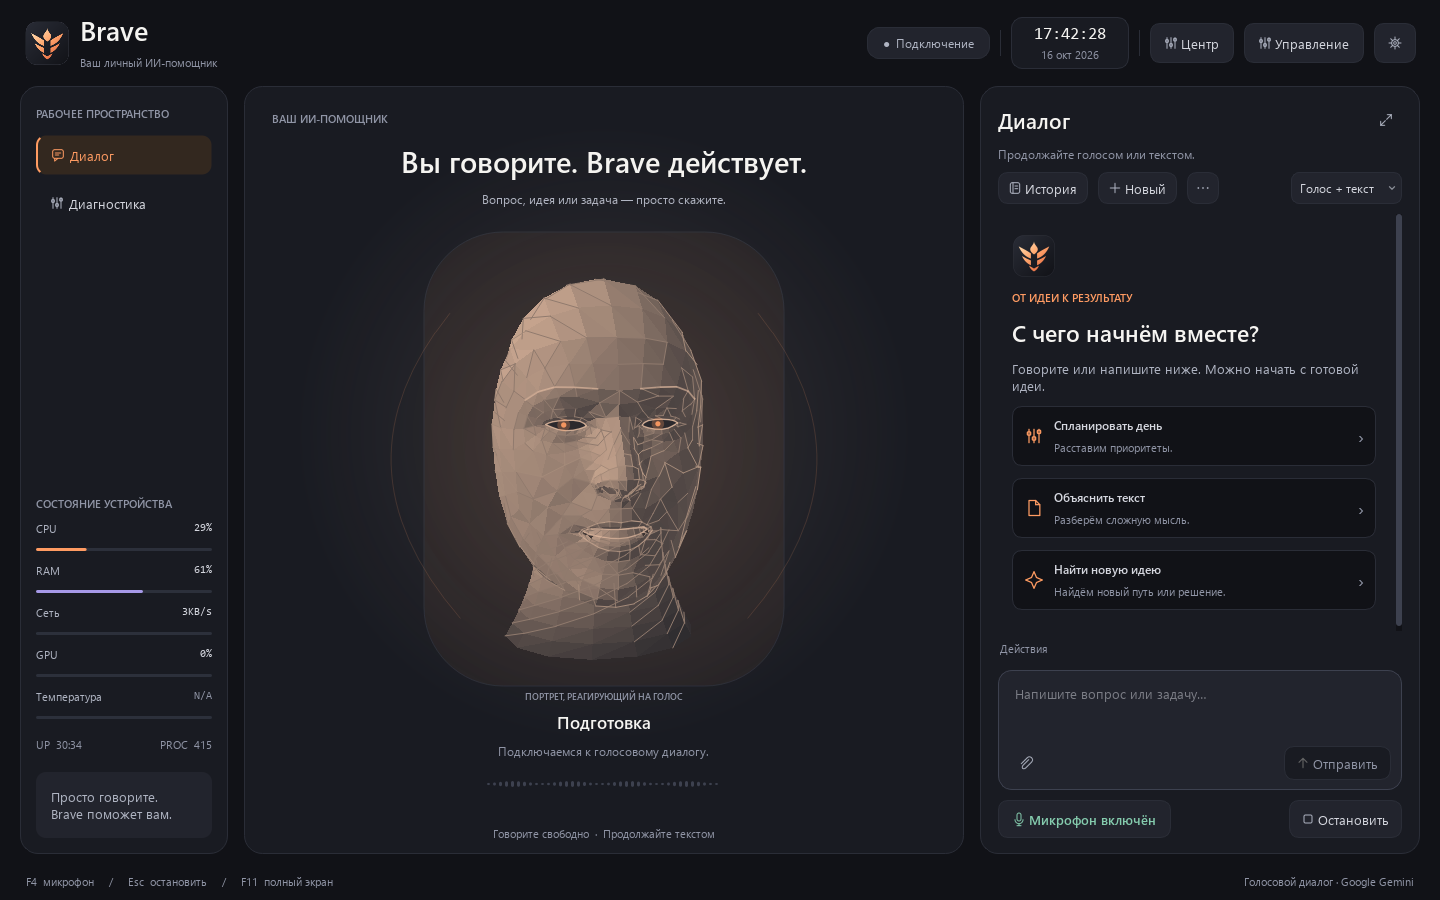 Brave
Ваш личный ИИ-помощник
● Подключение
17:42:28
16 окт 2026
Центр
Управление
РАБОЧЕЕ ПРОСТРАНСТВО
Диалог
Диагностика
СОСТОЯНИЕ УСТРОЙСТВА
CPU 29%
RAM 61%
Сеть 3KB/s
GPU 0%
Температура N/A
UP 30:34 PROC 415
Просто говорите.
Brave поможет вам.
ВАШ ИИ-ПОМОЩНИК
Вы говорите. Brave действует.
Вопрос, идея или задача — просто скажите.
ПОРТРЕТ, РЕАГИРУЮЩИЙ НА ГОЛОС
Подготовка
Подключаемся к голосовому диалогу.
Говорите свободно · Продолжайте текстом
Диалог
Продолжайте голосом или текстом.
История
Новый
···
Голос + текст
ОТ ИДЕИ К РЕЗУЛЬТАТУ
С чего начнём вместе?
Говорите или напишите ниже. Можно начать с готовой
идеи.
Спланировать день
Расставим приоритеты.
Объяснить текст
Разберём сложную мысль.
Найти новую идею
Найдём новый путь или решение.
Действия
Напишите вопрос или задачу...
Отправить
Микрофон включён
Остановить
F4 микрофон / Esc остановить / F11 полный экран
Голосовой диалог · Google Gemini